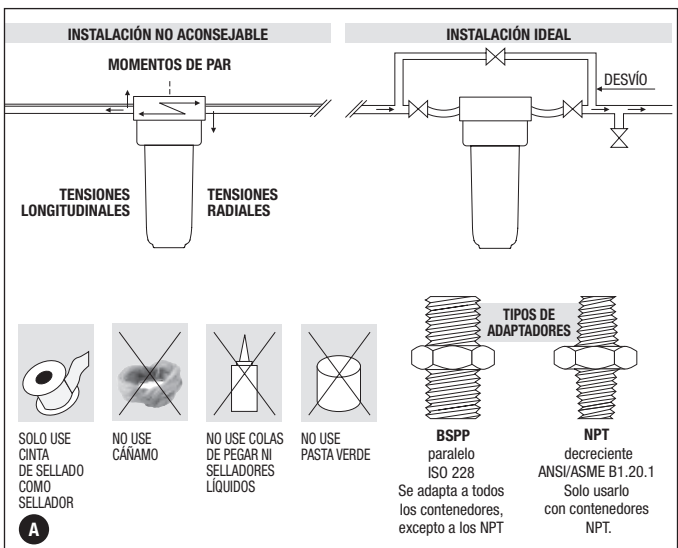 INSTALACIÓN NO ACONSEJABLE
MOMENTOS DE PAR
TENSIONES
LONGITUDINALES
TENSIONES
RADIALES
INSTALACIÓN IDEAL
DESVÍO
SOLO USE
CINTA
DE SELLADO
COMO
SELLADOR
NO USE
CÁÑAMO
NO USE COLAS
DE PEGAR NI
SELLADORES
LÍQUIDOS
NO USE
PASTA VERDE
TIPOS DE
ADAPTADORES
BSPP
paralelo
ISO 228
Se adapta a todos
los contenedores,
excepto a los NPT
NPT
decreciente
ANSI/ASME B1.20.1
Solo usarlo
con contenedores
NPT.
A